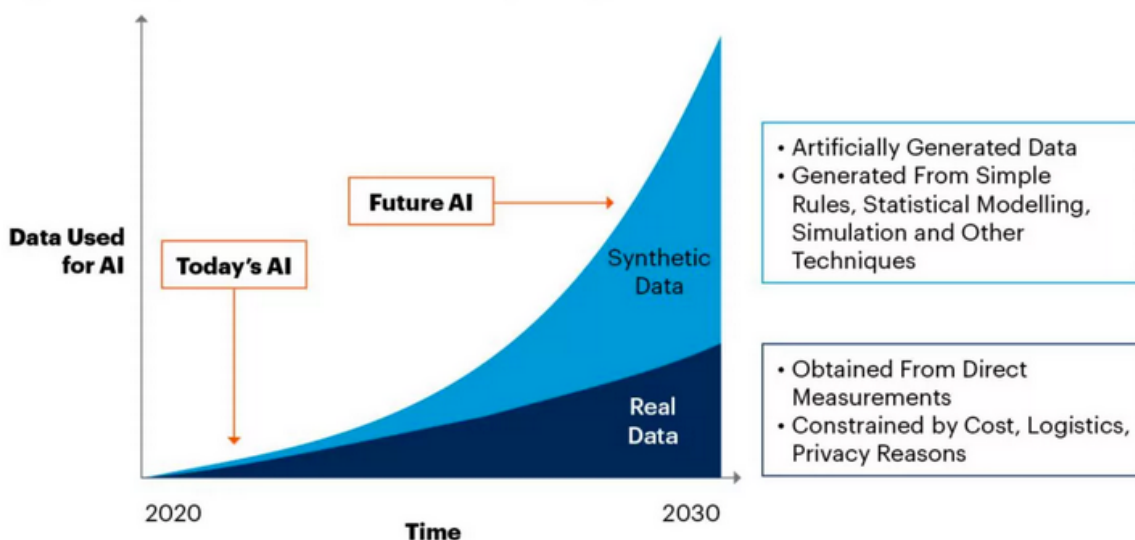 Data Used
for AI
Today's AI
Future AI
Synthetic
Data
Real
Data
2020
2030
Time
• Artificially Generated Data
• Generated From Simple
Rules, Statistical Modelling,
Simulation and Other
Techniques
• Obtained From Direct
Measurements
• Constrained by Cost, Logistics,
Privacy Reasons